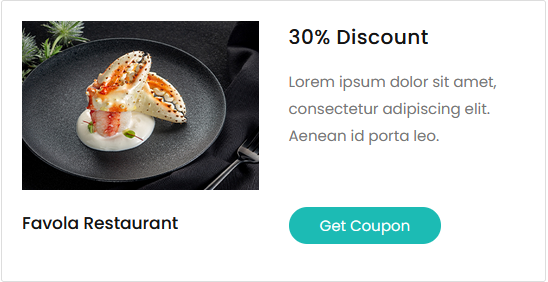 30% Discount
Lorem ipsum dolor sit amet,
consectetur adipiscing elit.
Aenean id porta leo.
Favola Restaurant
Get Coupon